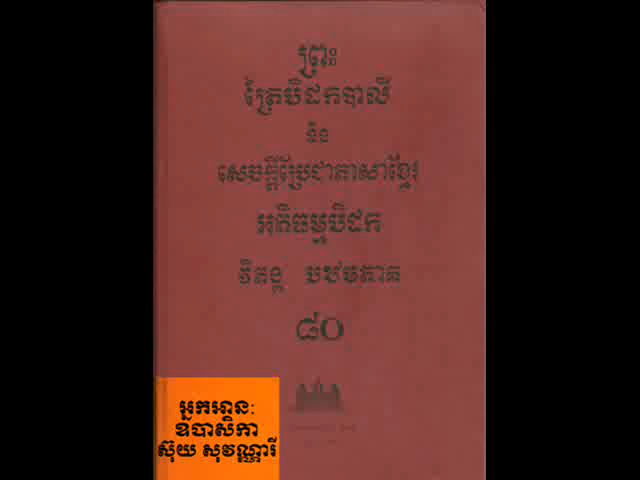 ព្រះ
ត្រៃបិដកបាលី
និង
សេចក្តីប្រែជាភាសាខ្មែរ
អភិធម្មបិដក
វិភង្គ បឋមភាគ
៨០
អ្នកអាន:
ឧបាសិកា
ស៊ុយ សុវណ្ណារី